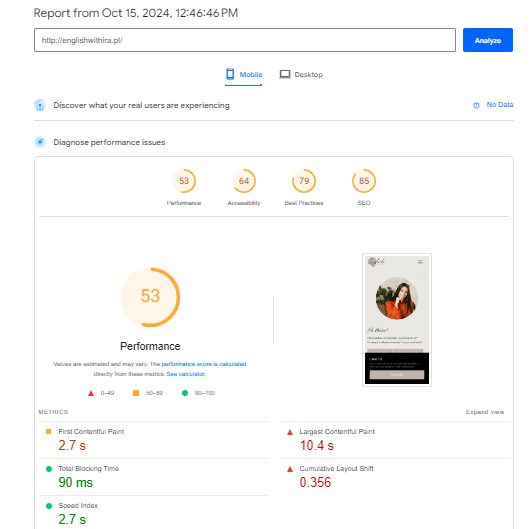 Report from Oct 15, 2024, 12:46:46 PM
http://englishwithira.pl/
Analyze
Mobile
Desktop
Discover what your real users are experiencing
No Data
Diagnose performance issues
53
64
79
85
Performance
Accessibility
Best Practices
SEO
53
Performance
Values are estimated and may vary. The performance score is calculated
directly from these metrics. See calculator.
0–49
50–89
90–100
Hi there!
METRICS
Expand view
First Contentful Paint
2.7 s
Largest Contentful Paint
10.4 s
Total Blocking Time
90 ms
Cumulative Layout Shift
0.356
Speed Index
2.7 s